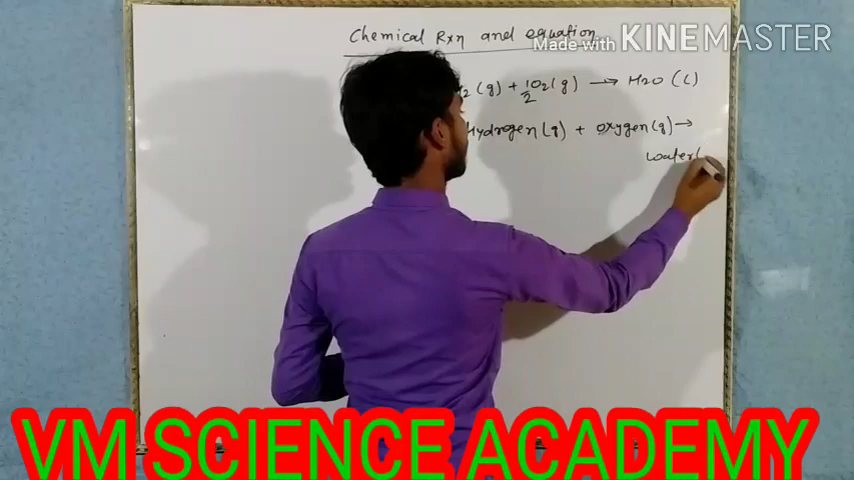 Chemical Rxn and equation
Made with KINEMASTER
2 (g) + 1/2 O2 (g) → H2O (l)
Hydrogen (g) + oxygen (g) →
water (
VM SCIENCE ACADEMY